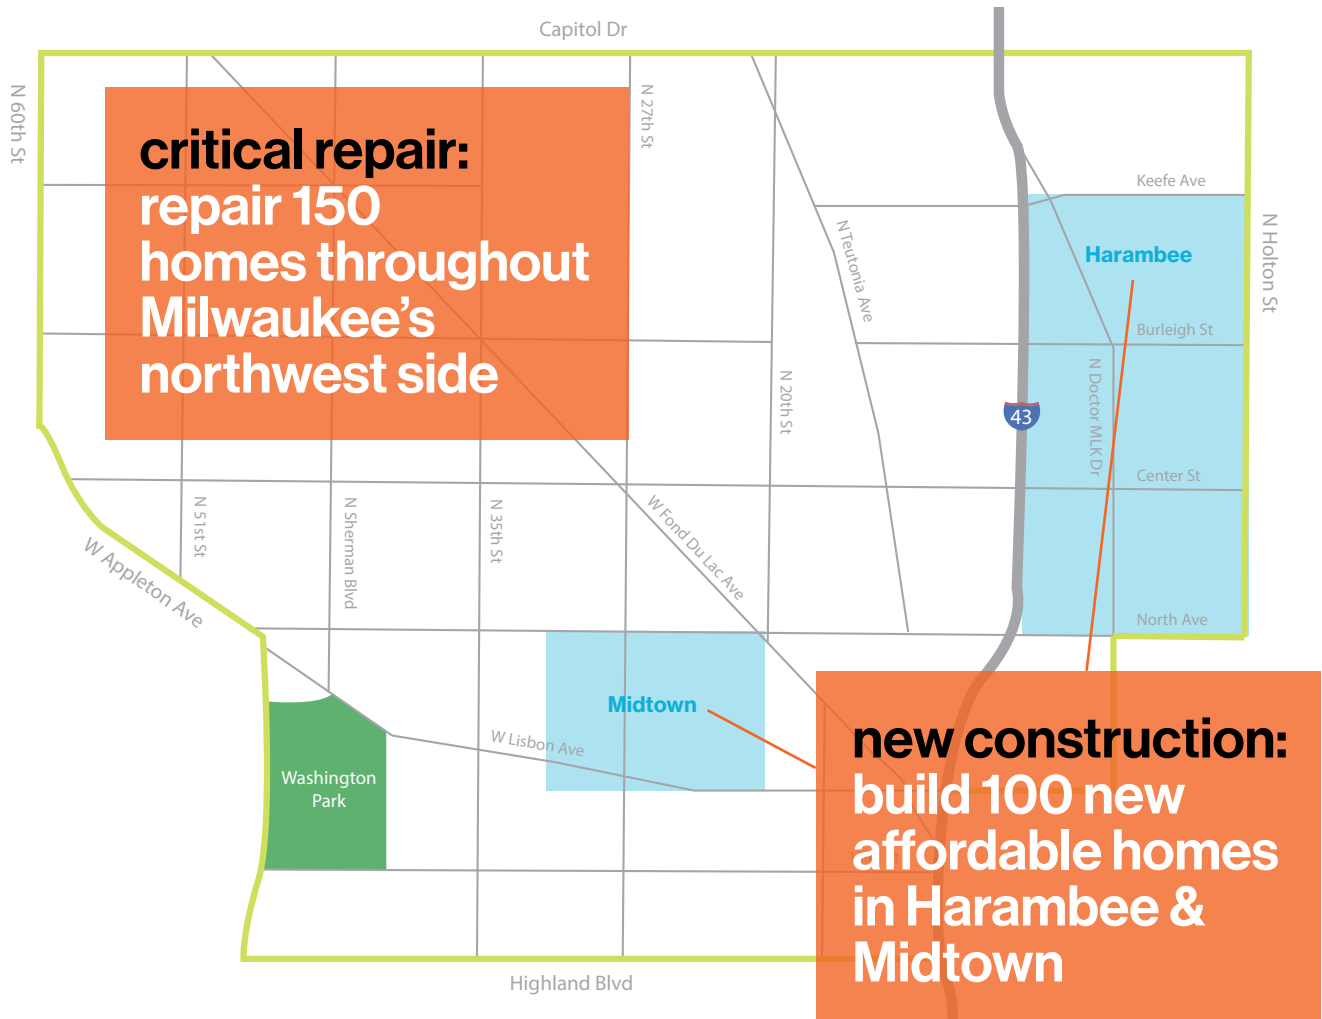 Capitol Dr
N 60th St
N 27th St
critical repair:
repair 150
homes throughout
Milwaukee’s
northwest side
Keefe Ave
N Holton St
N Teutonia Ave
Harambee
Burleigh St
N 20th St
N Doctor MLK Dr
43
Center St
N 51st St
N Sherman Blvd
N 35th St
W Fond Du Lac Ave
W Appleton Ave
North Ave
Midtown
W Lisbon Ave
Washington
Park
new construction:
build 100 new
affordable homes
in Harambee &
Midtown
Highland Blvd